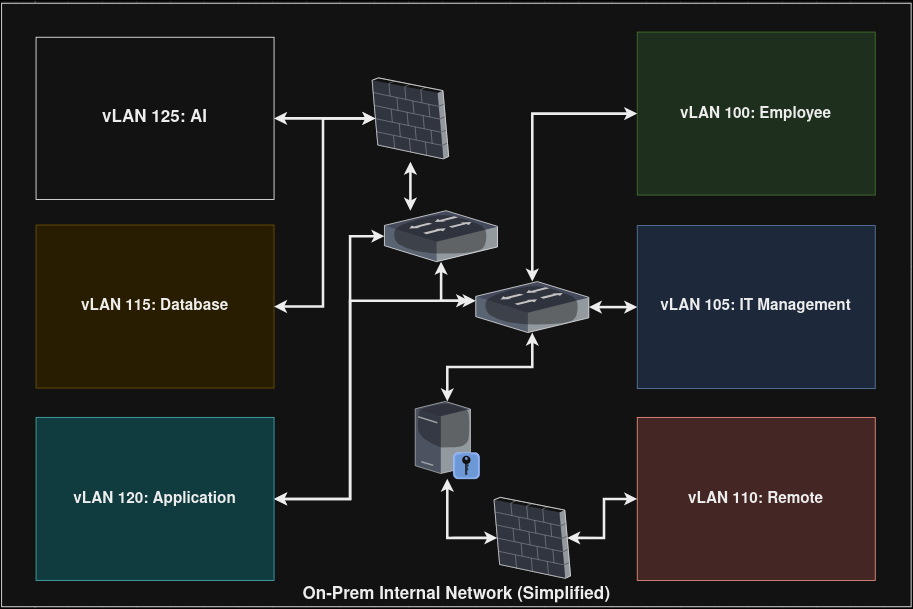 vLAN 125: AI
vLAN 100: Employee
vLAN 115: Database
vLAN 105: IT Management
vLAN 120: Application
vLAN 110: Remote
On-Prem Internal Network (Simplified)